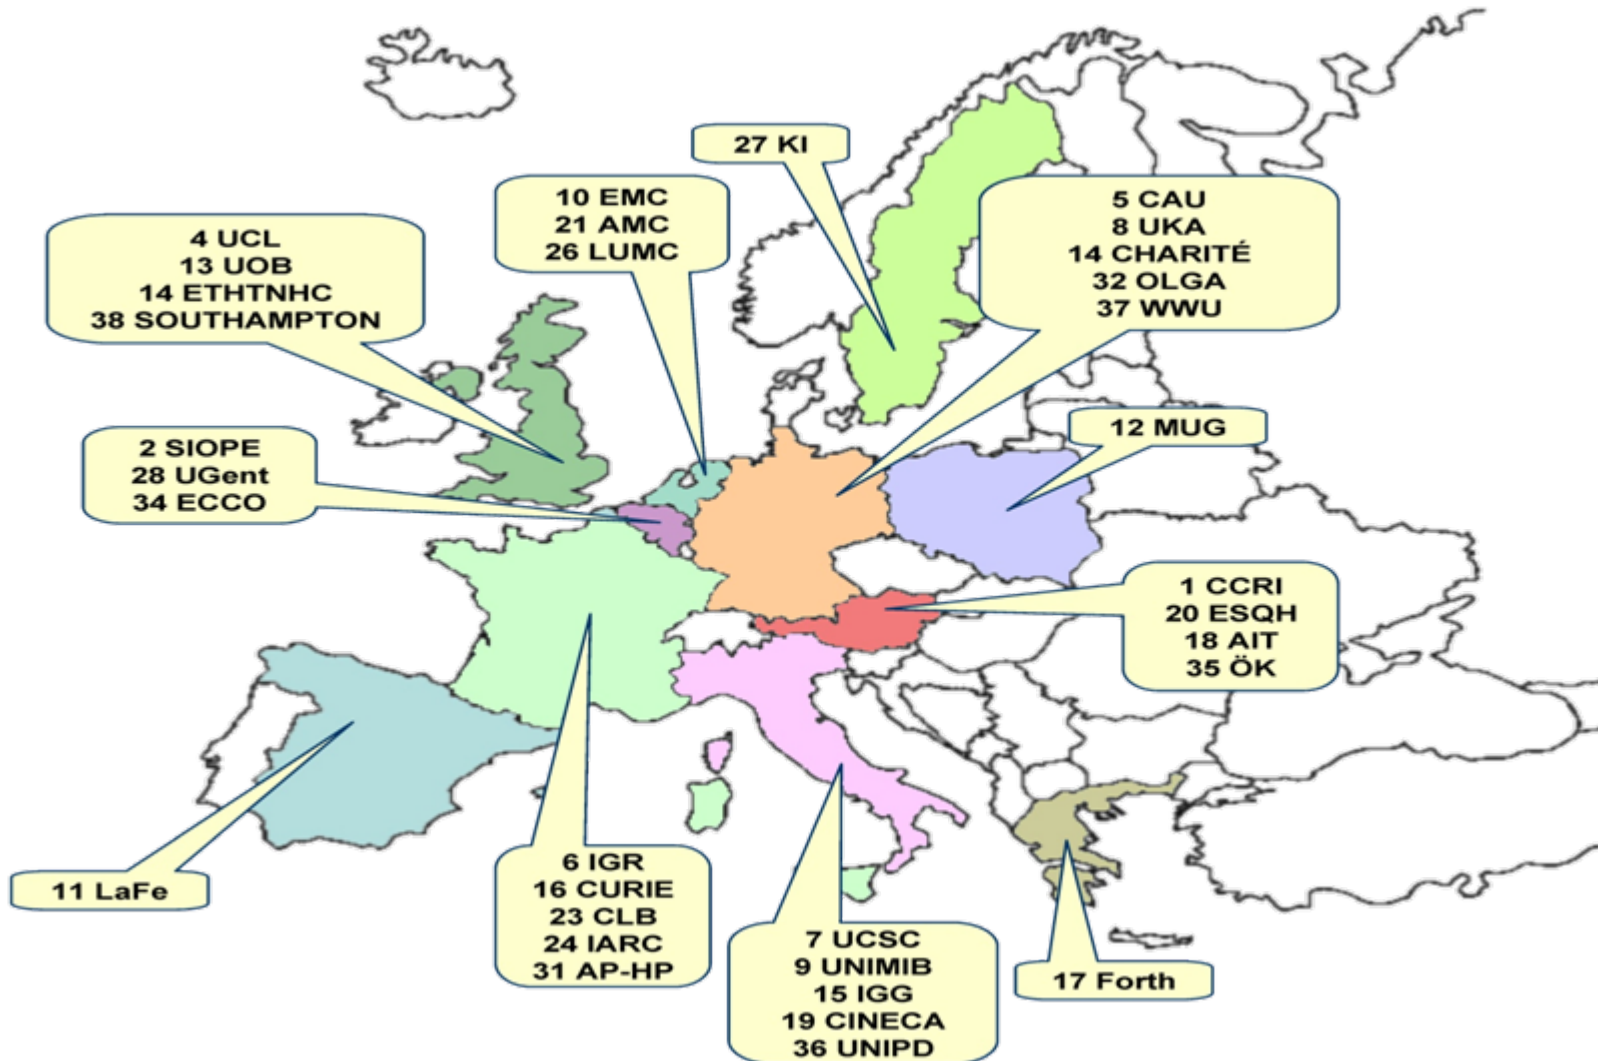 27 KI
10 EMC
21 AMC
26 LUMC
5 CAU
8 UKA
14 CHARITÉ
32 OLGA
37 WWU
4 UCL
13 UOB
14 ETHTNHC
38 SOUTHAMPTON
12 MUG
2 SIOPE
28 UGent
34 ECCO
1 CCRI
20 ESQH
18 AIT
35 ÖK
11 LaFe
6 IGR
16 CURIE
23 CLB
24 IARC
31 AP-HP
7 UCSC
9 UNIMIB
15 IGG
19 CINECA
36 UNIPD
17 Forth